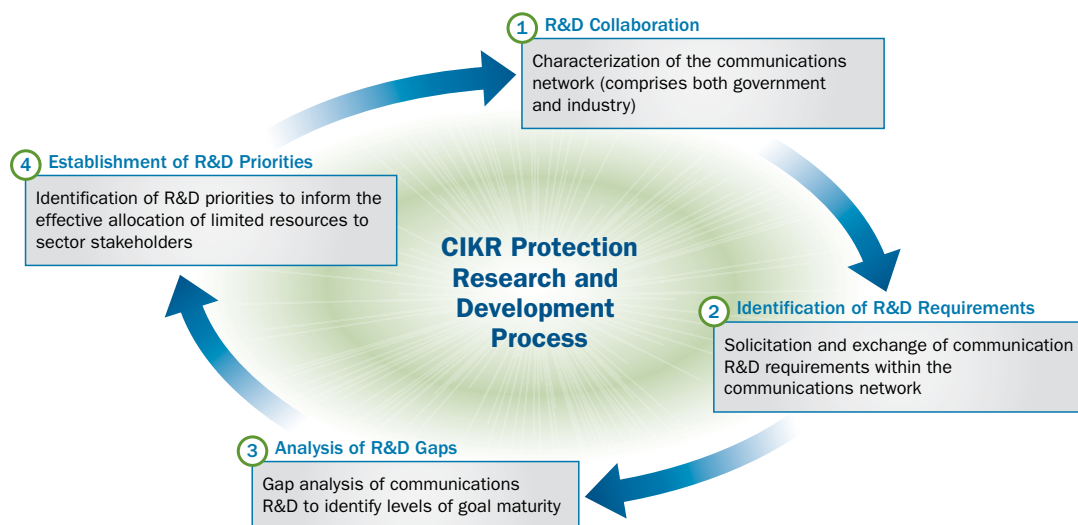 1 R&D Collaboration
Characterization of the communications
network (comprises both government
and industry)
4 Establishment of R&D Priorities
Identification of R&D priorities to inform the
effective allocation of limited resources to
sector stakeholders
CIKR Protection
Research and
Development
Process
2 Identification of R&D Requirements
Solicitation and exchange of communication
R&D requirements within the
communications network
3 Analysis of R&D Gaps
Gap analysis of communications
R&D to identify levels of goal maturity